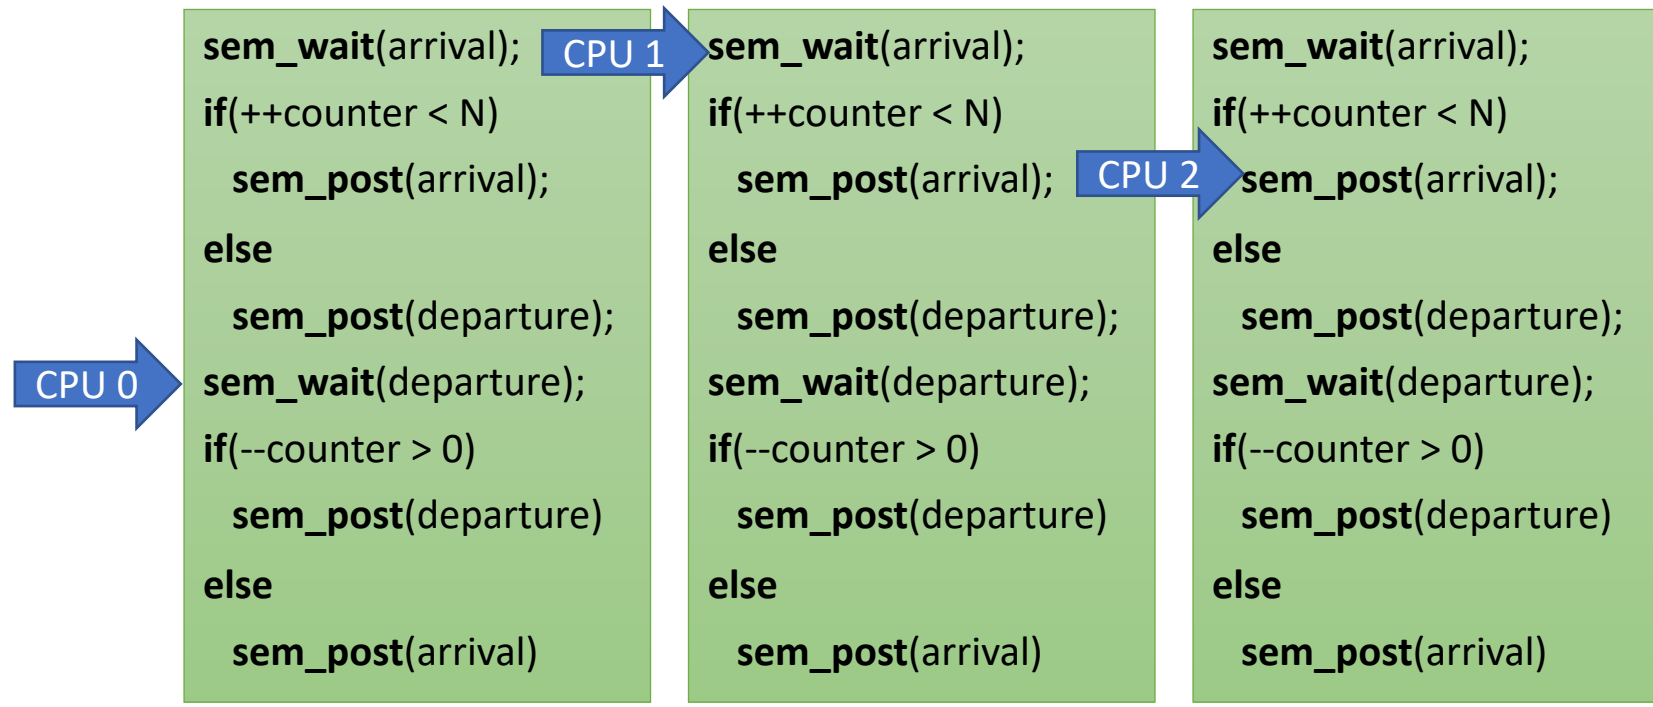 sem_wait(arrival);
if(++counter < N)
sem_post(arrival);
else
sem_post(departure);
CPU 0
sem_wait(departure);
if(--counter > 0)
sem_post(departure)
else
sem_post(arrival)
CPU 1
sem_wait(arrival);
if(++counter < N)
sem_post(arrival);
else
sem_post(departure);
sem_wait(departure);
if(--counter > 0)
sem_post(departure)
else
sem_post(arrival)
sem_wait(arrival);
if(++counter < N)
CPU 2
sem_post(arrival);
else
sem_post(departure);
sem_wait(departure);
if(--counter > 0)
sem_post(departure)
else
sem_post(arrival)